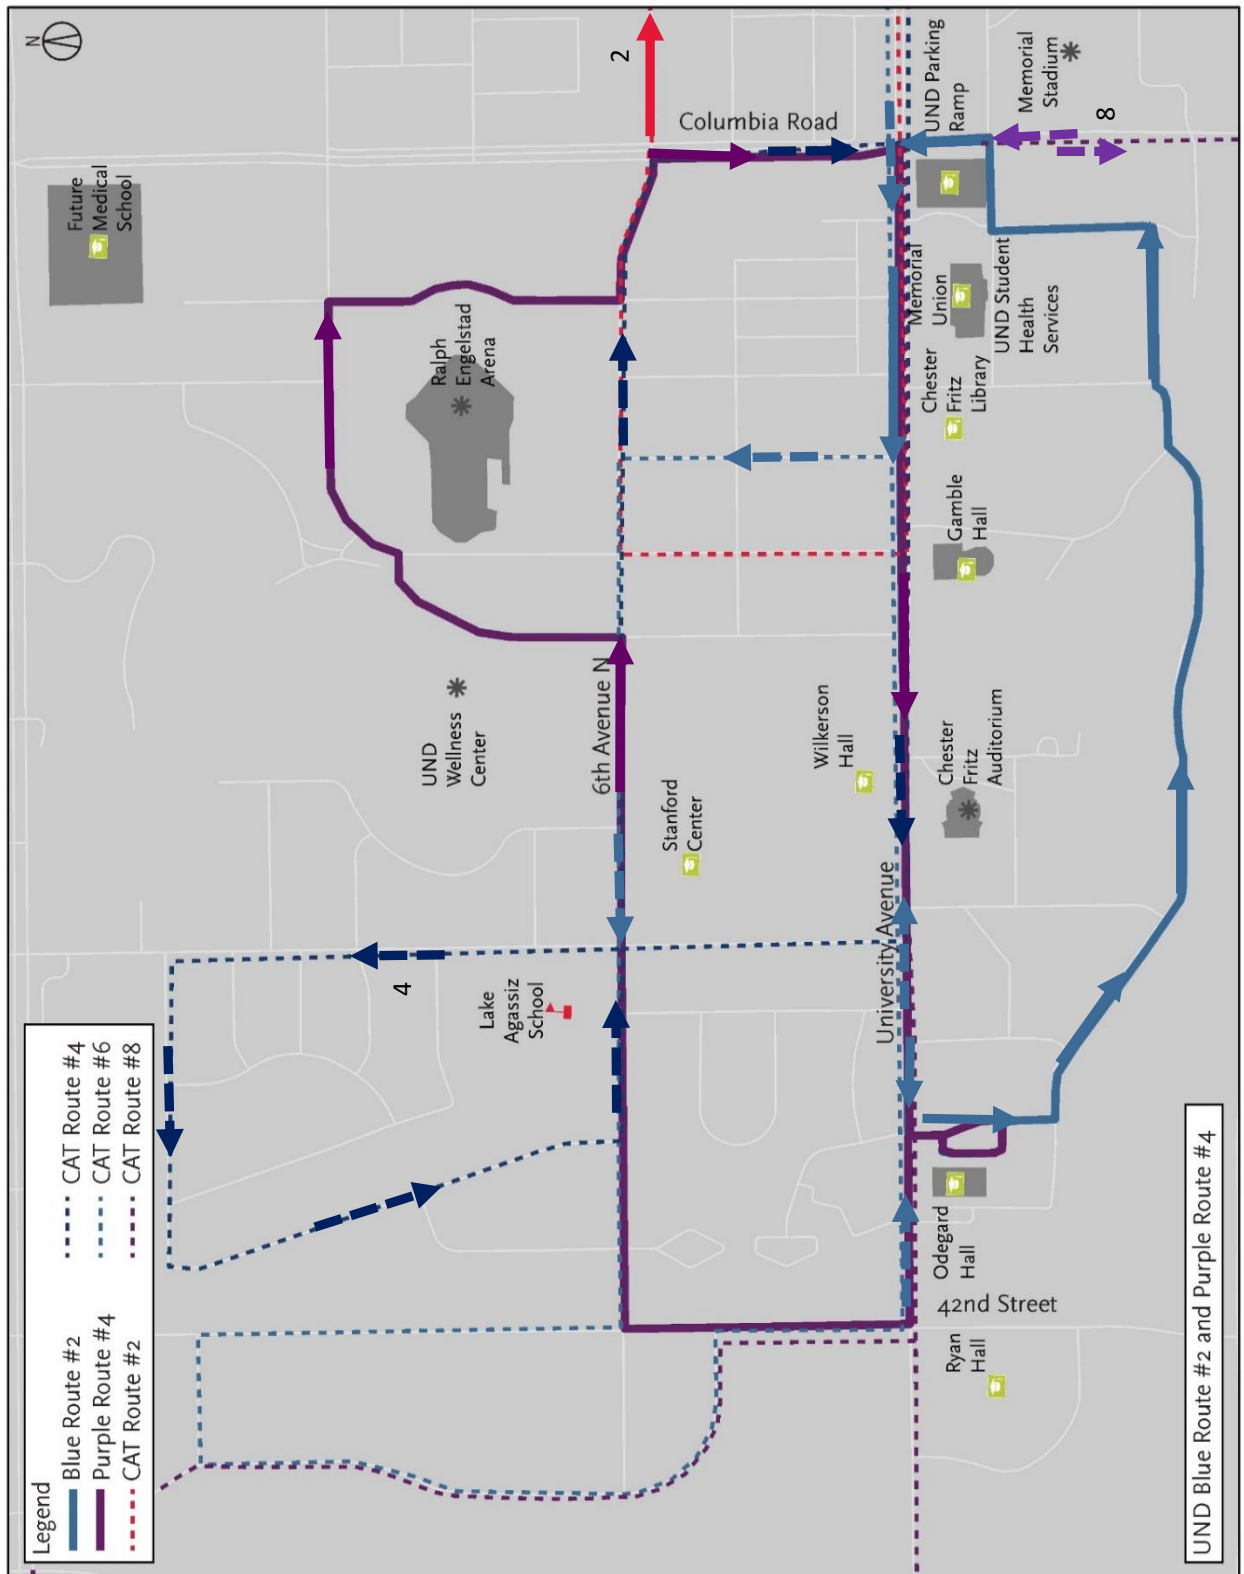 N
2
Columbia Road
UND Parking
Ramp
Memorial
Stadium
8
Future
Medical
School
Memorial
Union
UND Student
Health
Services
Ralph
Engelstad
Arena
Chester
Fritz
Library
Gamble
Hall
6th Avenue N
UND
Wellness
Center
Wilkerson
Hall
Chester
Fritz
Auditorium
Stanford
Center
University Avenue
4
Lake
Agassiz
School
Odegard
Hall
42nd Street
Ryan
Hall
Legend
Blue Route #2
Purple Route #4
CAT Route #2
CAT Route #4
CAT Route #6
CAT Route #8
UND Blue Route #2 and Purple Route #4